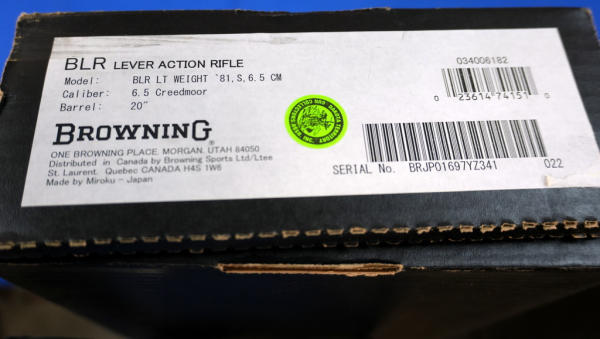 BLR LEVER ACTION RIFLE
Model: BLR LT WEIGHT `81,S,6.5 CM
Caliber: 6.5 Creedmoor
Barrel: 20"
BROWNING
ONE BROWNING PLACE, MORGAN, UTAH 84050
Distributed in Canada by Browning Sports Ltd/Ltee
St. Laurent. Quebec CANADA H4S 1W6
Made by Miroku - Japan
034006182
0 23614 74151
SERIAL No. BRJP01697YZ341 022